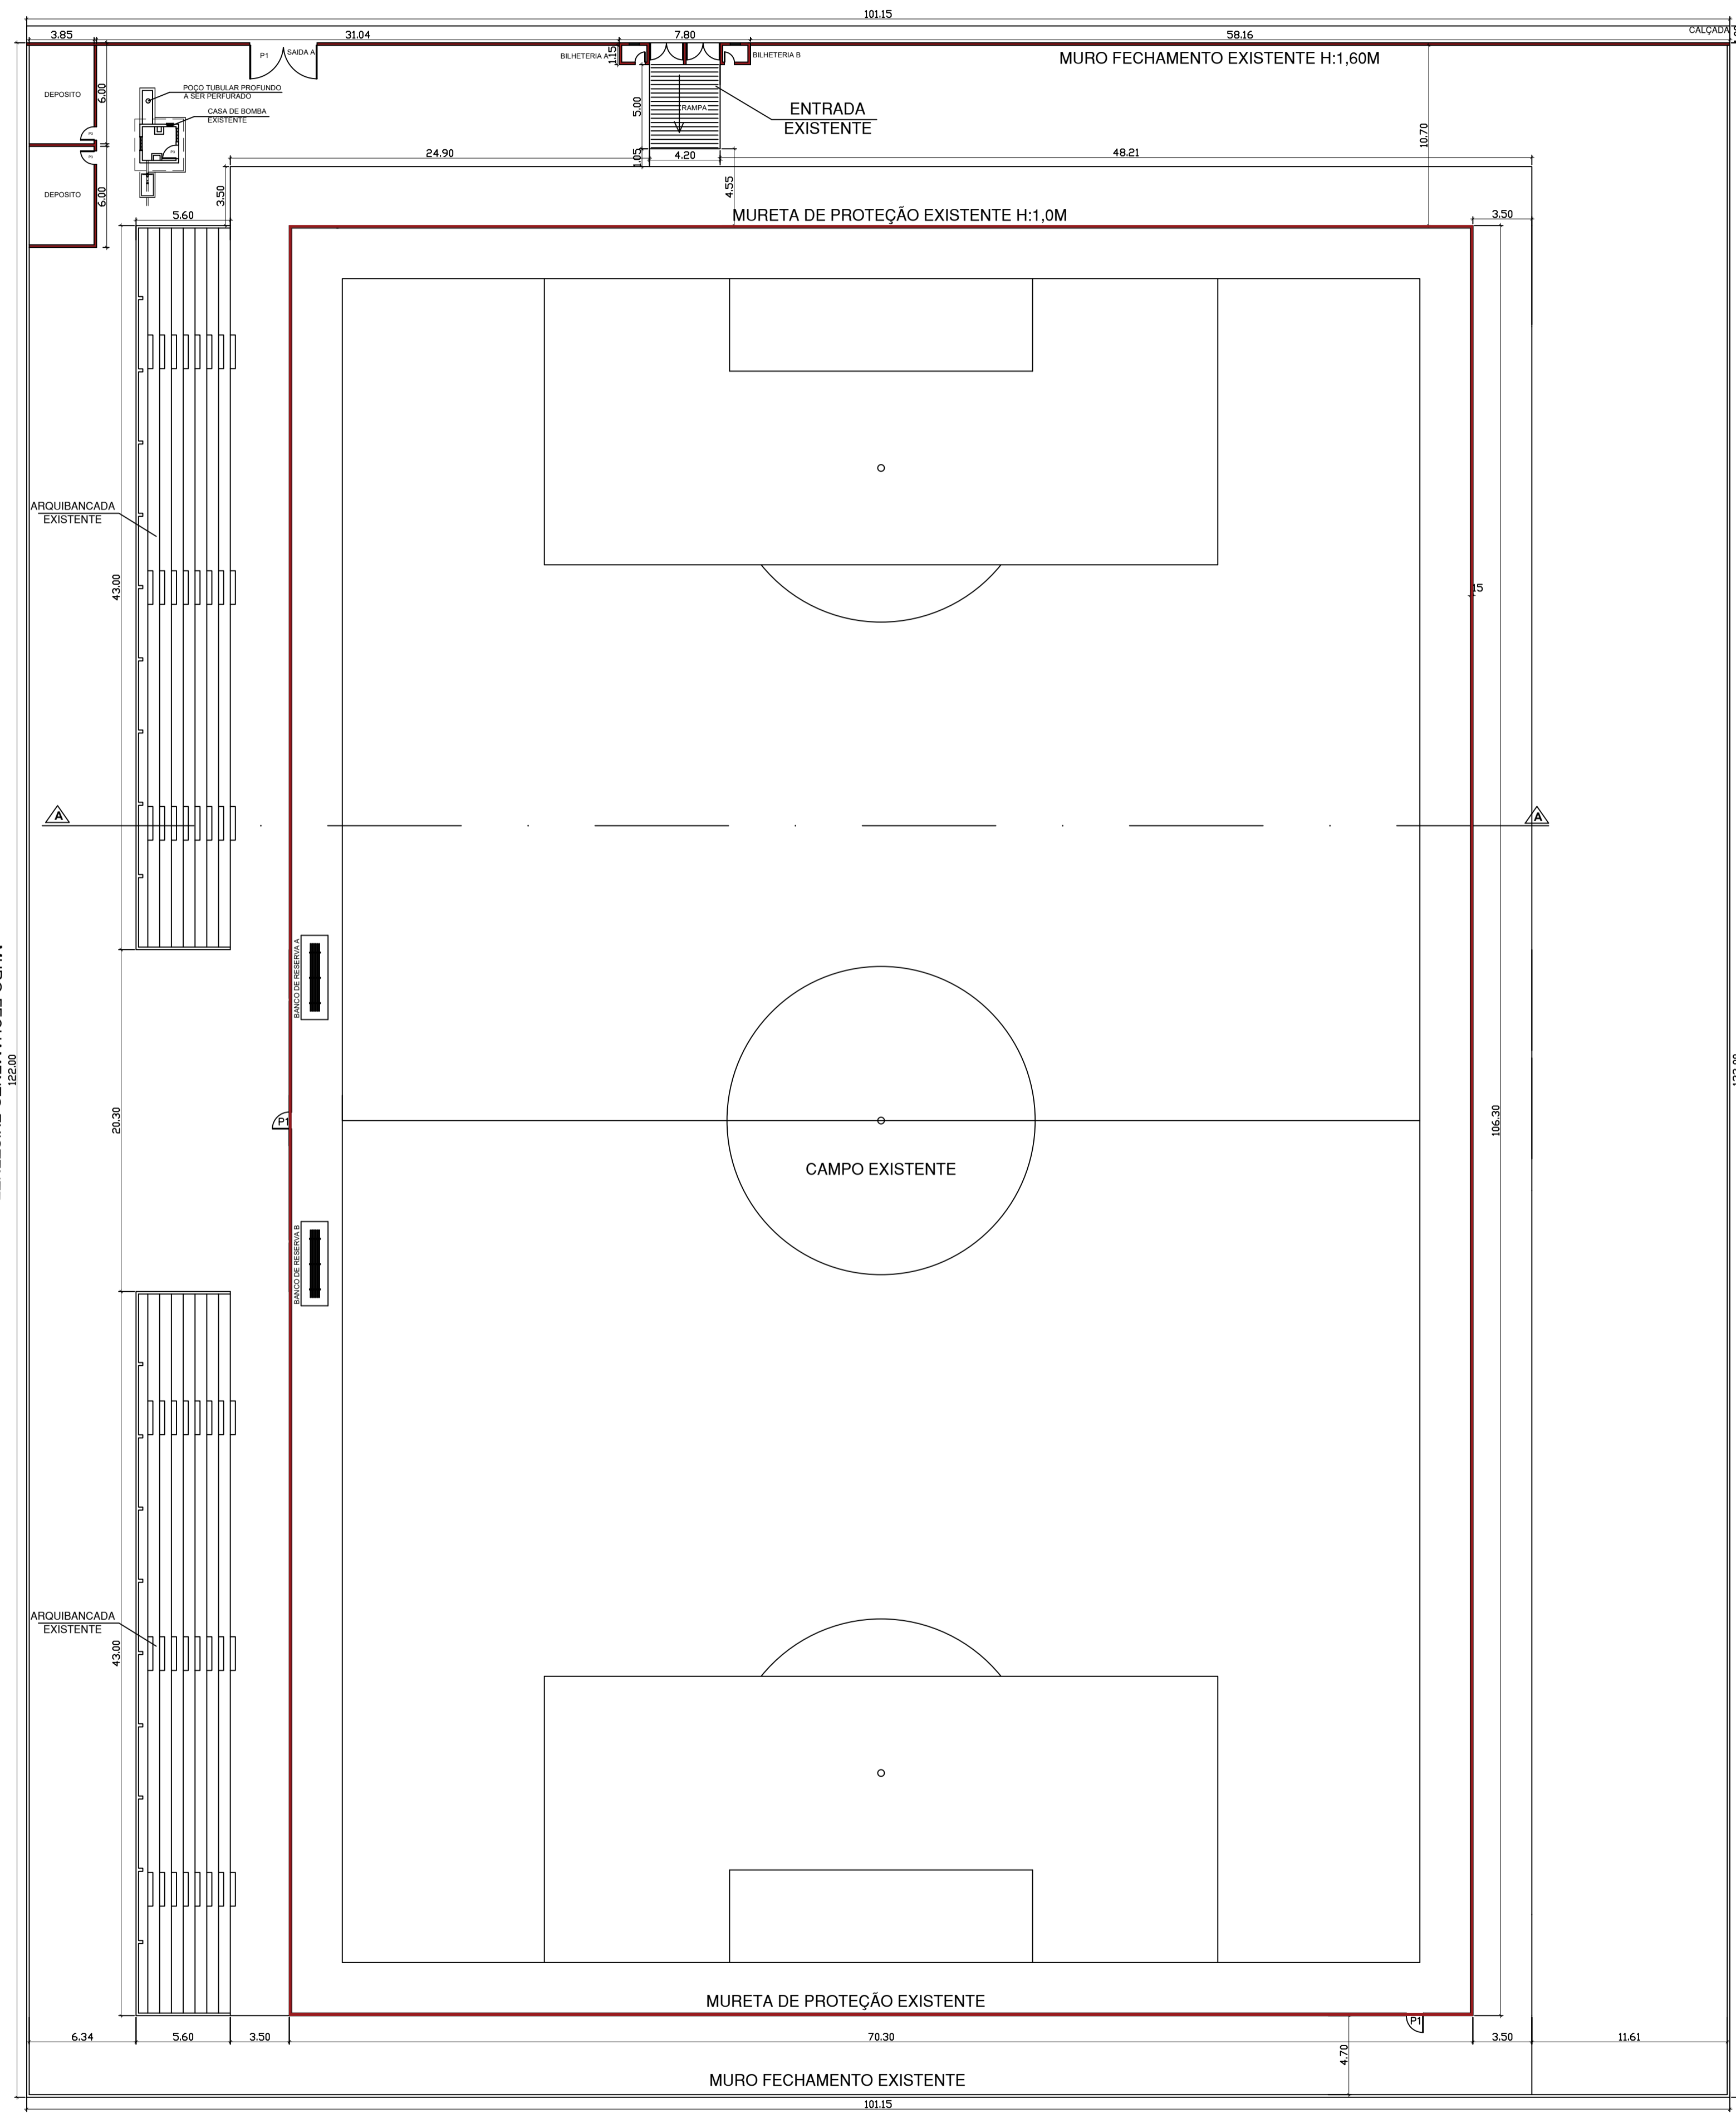 101.15
CALÇADA
3.85
31.04
7.80
58.16
P1
SAIDA A
BILHETERIA A
1.15
BILHETERIA B
MURO FECHAMENTO EXISTENTE H:1,60M
DEPOSITO
6.00
POÇO TUBULAR PROFUNDO
A SER PERFURADO
CASA DE BOMBA
EXISTENTE
5.00
RAMPA
ENTRADA
EXISTENTE
10.70
24.90
1.05
4.20
48.21
DEPOSITO
6.00
3.50
4.55
5.60
MURETA DE PROTEÇÃO EXISTENTE H:1,0M
3.50
ARQUIBANCADA
EXISTENTE
43.00
15
A
A
BANCO DE RESERVA A
122.00
20.30
P1
106.30
CAMPO EXISTENTE
BANCO DE RESERVA B
ARQUIBANCADA
EXISTENTE
43.00
MURETA DE PROTEÇÃO EXISTENTE
P1
6.34
5.60
3.50
70.30
3.50
11.61
4.70
MURO FECHAMENTO EXISTENTE
101.15